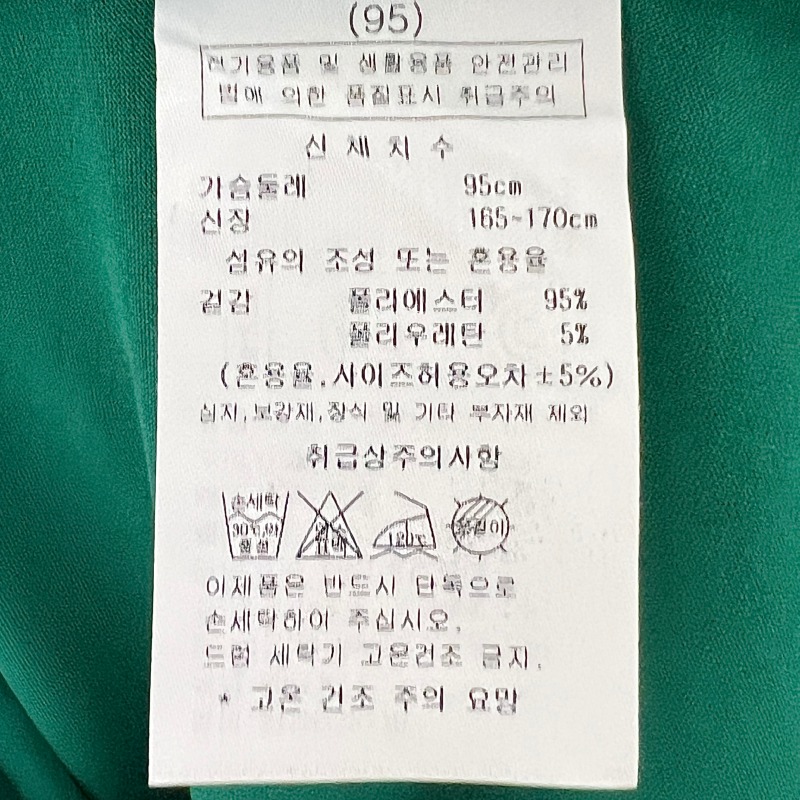 (95)
전기용품 및 생활용품 안전관리
법에 의한 품질표시 취급주의
신 체 치 수
가슴둘레 95cm
신장 165~170cm
섬유의 조성 또는 혼용율
겉감 폴리에스터 95%
폴리우레탄 5%
(혼용율,사이즈허용오차±5%)
심지,보강재,장식 및 기타 부자재 제외
취급상주의사항
손세탁
30℃,약
120℃
뭉김이
이제품은 반드시 단독으로
손세탁하여 주십시오.
드럼 세탁기 고온건조 금지.
* 고온 건조 주의 요망